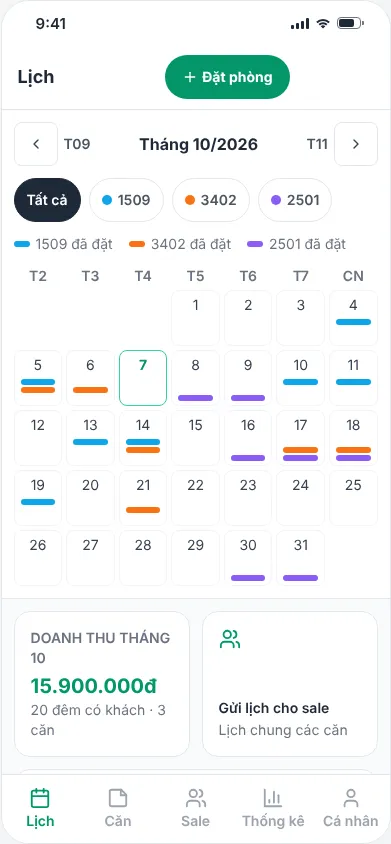 9:41
Lịch
+ Đặt phòng
T09 Tháng 10/2026 T11
Tất cả 1509 3402 2501
1509 đã đặt 3402 đã đặt 2501 đã đặt
T2 T3 T4 T5 T6 T7 CN
1 2 3 4
5 6 7 8 9 10 11
12 13 14 15 16 17 18
19 20 21 22 23 24 25
26 27 28 29 30 31
DOANH THU THÁNG
10
15.900.000đ
20 đêm có khách · 3
căn
Gửi lịch cho sale
Lịch chung các căn
Lịch Căn Sale Thống kê Cá nhân